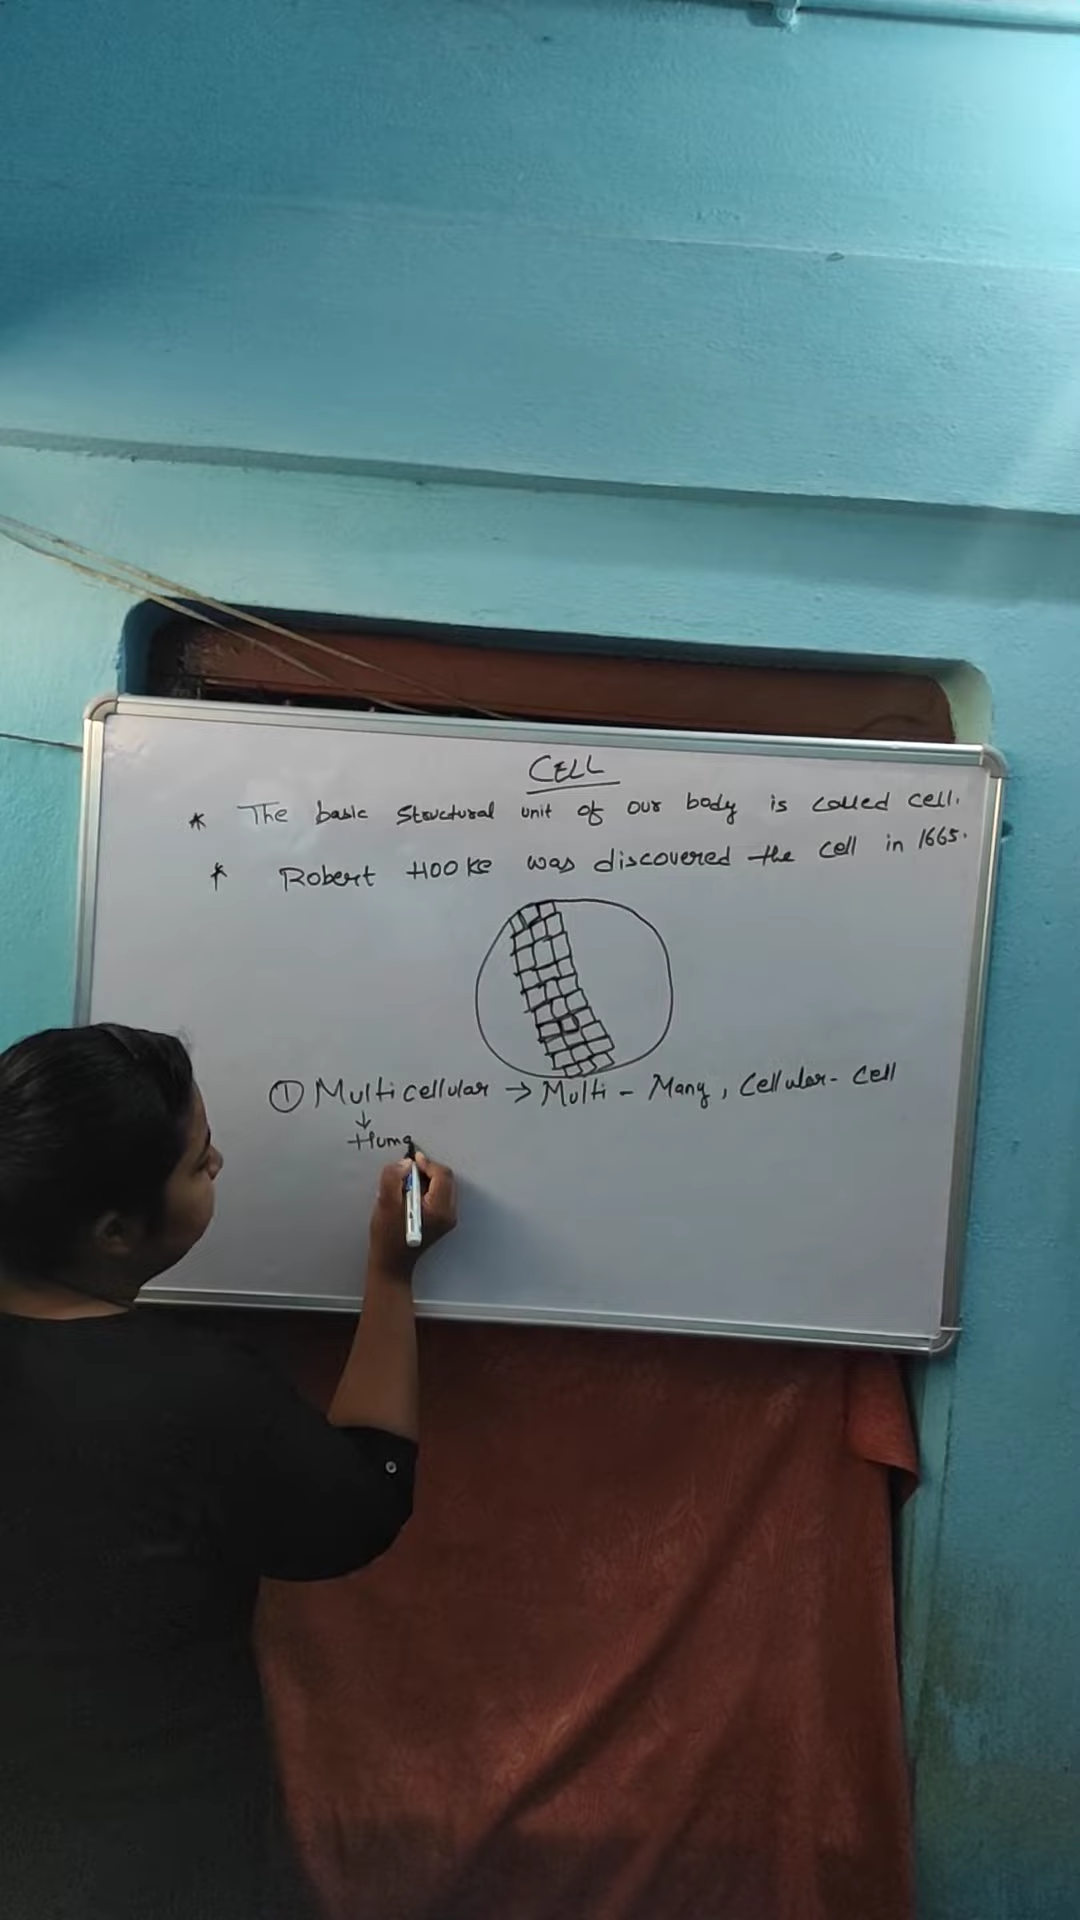 CELL
* The basic structural unit of our body is called cell.
* Robert HOOKe was discovered the cell in 1665.
① Multicellular → Multi - Many, Cellular - Cell
↓
Huma